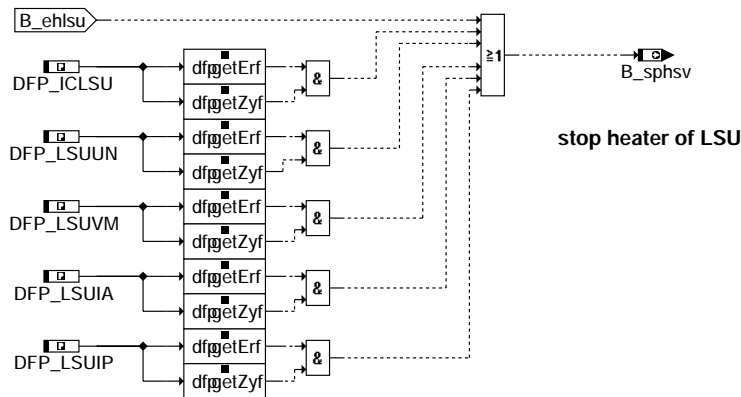 B_ehlsu
DFP_ICLSU
dfpgetErf
dfpgetZyf
&
≥1
B_sphsv
stop heater of LSU
DFP_LSUUN
dfpgetErf
dfpgetZyf
&
DFP_LSUVM
dfpgetErf
dfpgetZyf
&
DFP_LSUIA
dfpgetErf
dfpgetZyf
&
DFP_LSUIP
dfpgetErf
dfpgetZyf
&